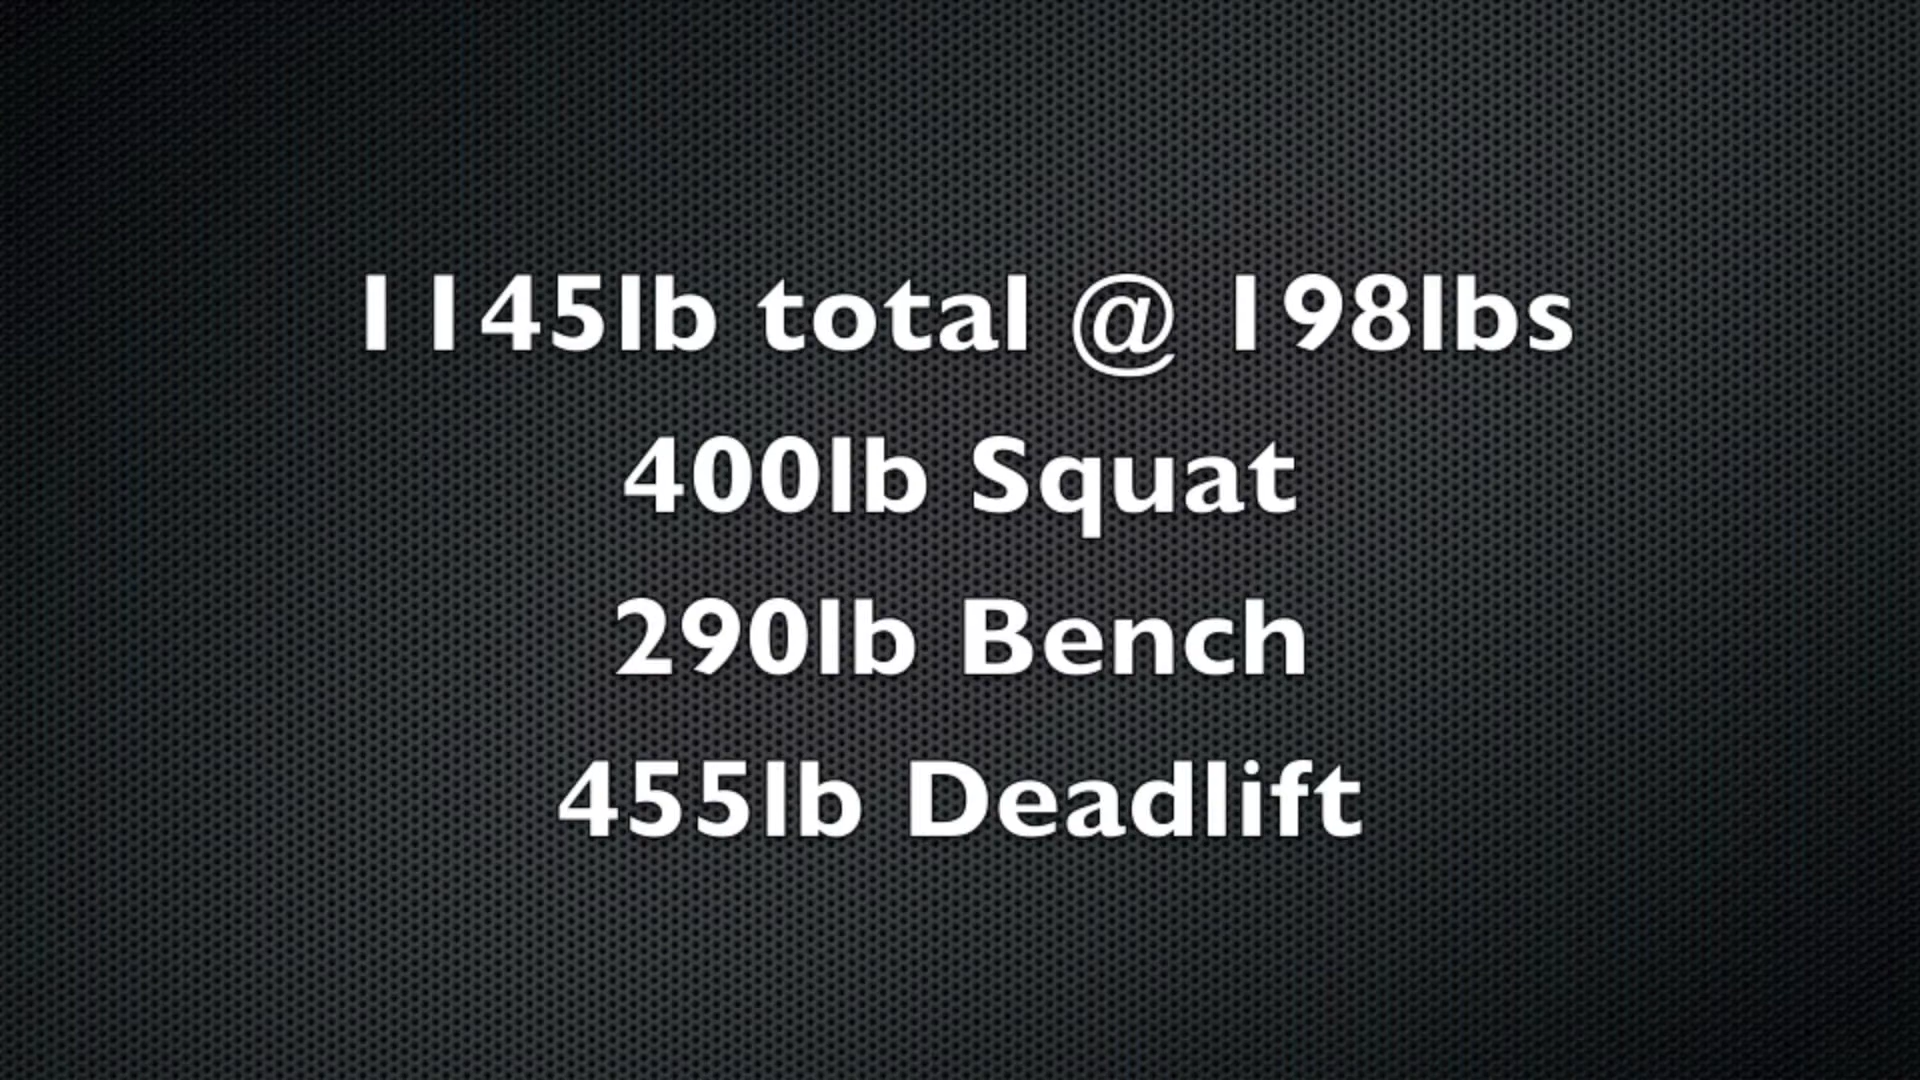 1145lb total @ 198lbs
400lb Squat
290lb Bench
455lb Deadlift